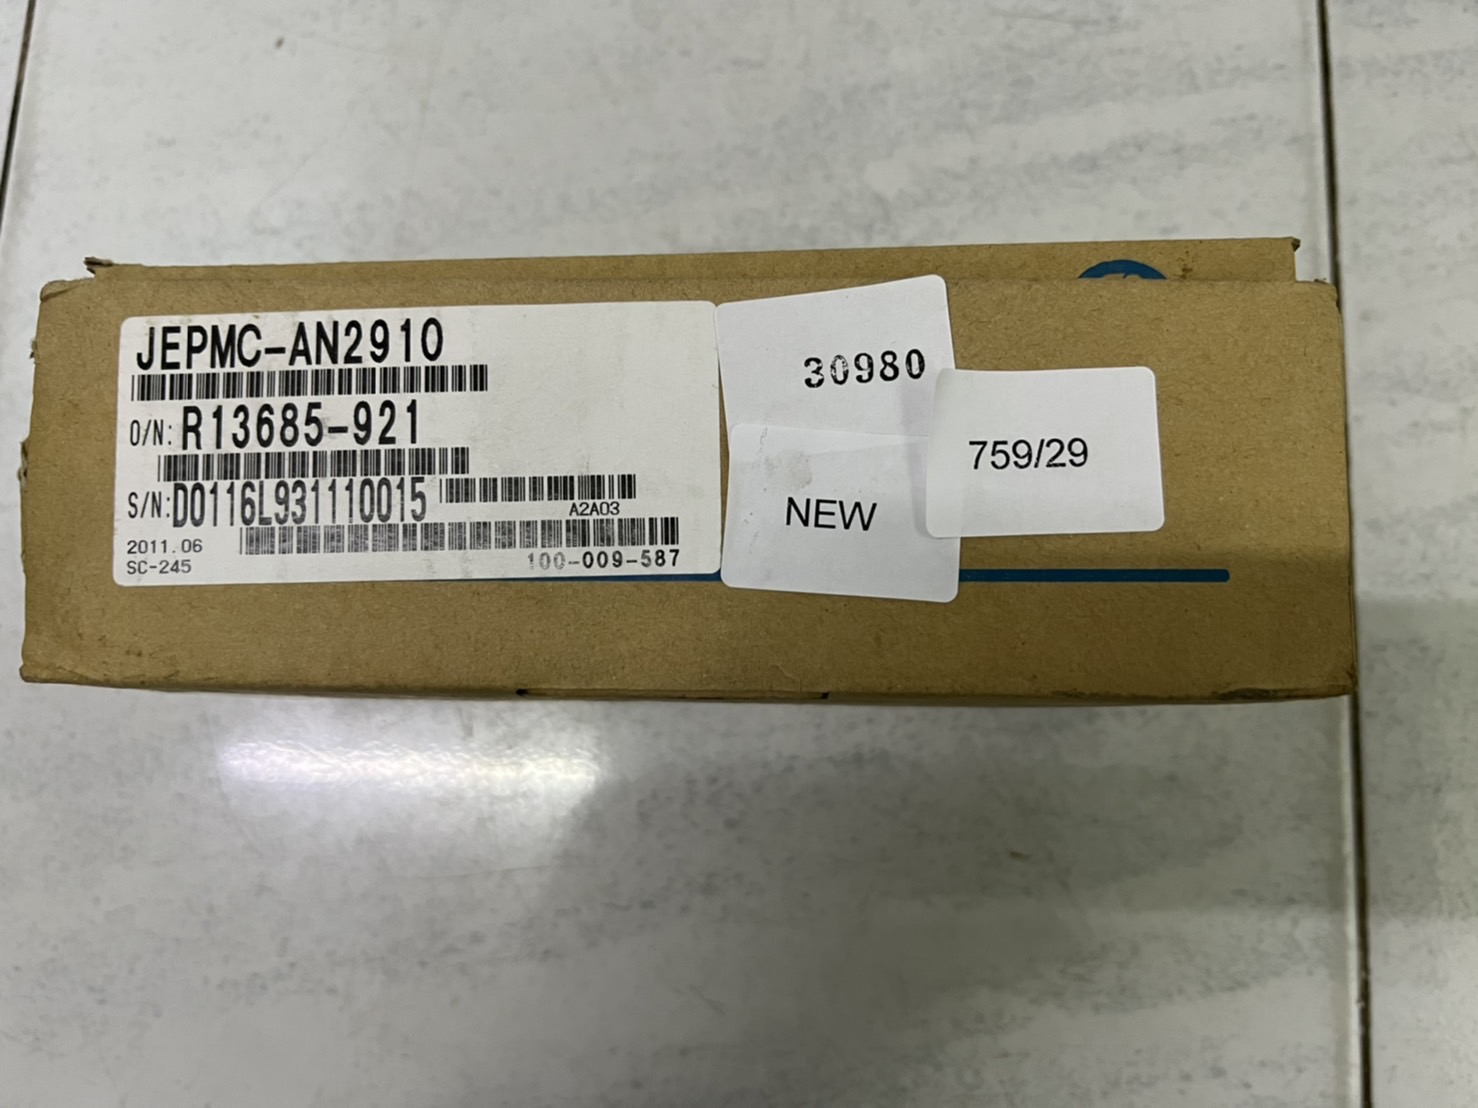 JEPMC-AN2910
O/N: R13685-921
S/N: D0116L931110015
A2A03
2011.06
SC-245
100-009-587
30980
NEW
759/29